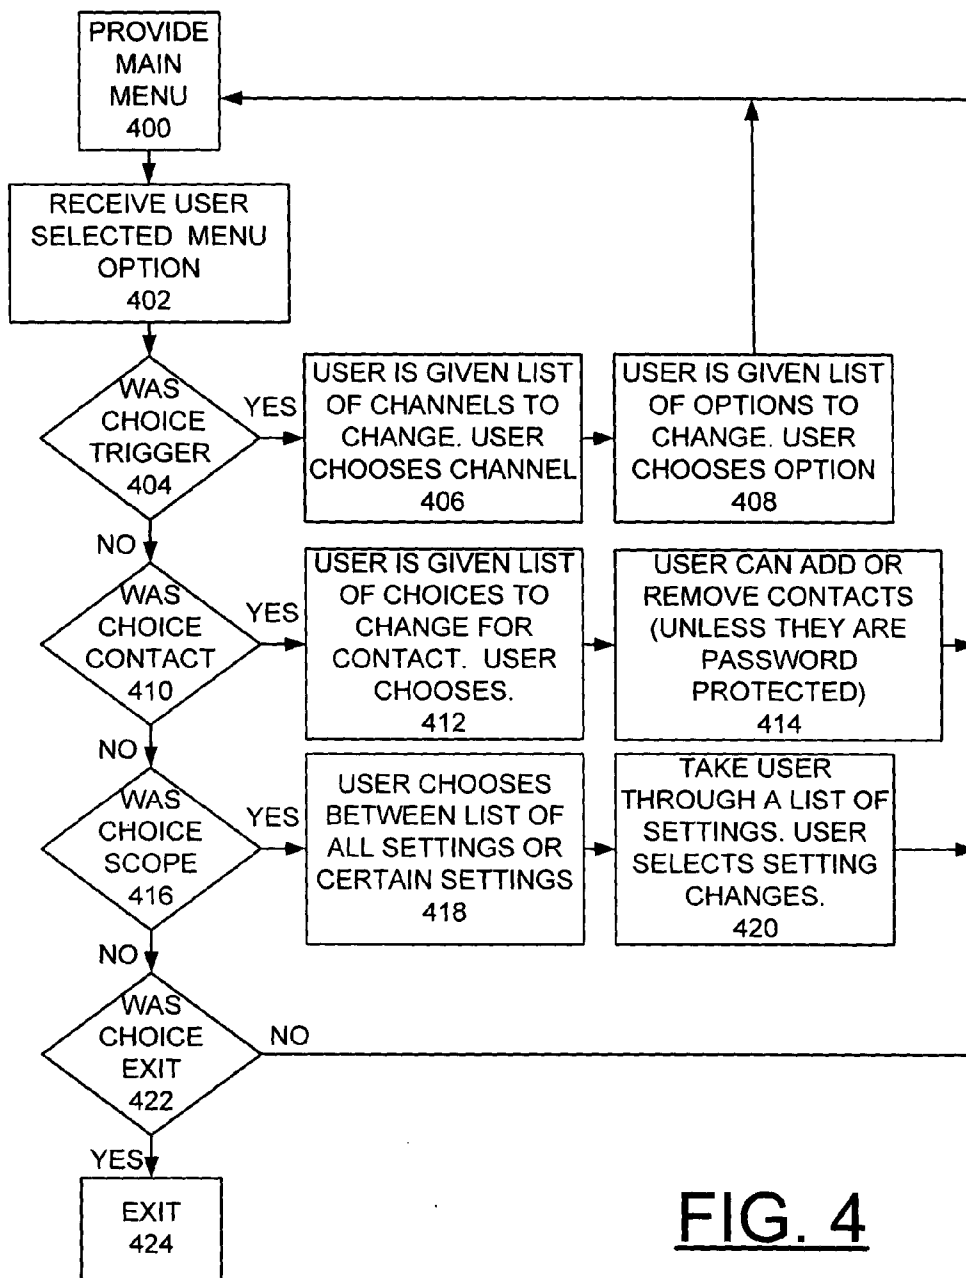 PROVIDE
MAIN
MENU
400
RECEIVE USER
SELECTED MENU
OPTION
402
WAS
CHOICE
TRIGGER
404
YES
USER IS GIVEN LIST
OF CHANNELS TO
CHANGE. USER
CHOOSES CHANNEL
406
USER IS GIVEN LIST
OF OPTIONS TO
CHANGE. USER
CHOOSES OPTION
408
NO
WAS
CHOICE
CONTACT
410
YES
USER IS GIVEN LIST
OF CHOICES TO
CHANGE FOR
CONTACT. USER
CHOOSES.
412
USER CAN ADD OR
REMOVE CONTACTS
(UNLESS THEY ARE
PASSWORD
PROTECTED)
414
NO
WAS
CHOICE
SCOPE
416
YES
USER CHOOSES
BETWEEN LIST OF
ALL SETTINGS OR
CERTAIN SETTINGS
418
TAKE USER
THROUGH A LIST OF
SETTINGS. USER
SELECTS SETTING
CHANGES.
420
NO
WAS
CHOICE
EXIT
422
NO
YES
EXIT
424
FIG. 4